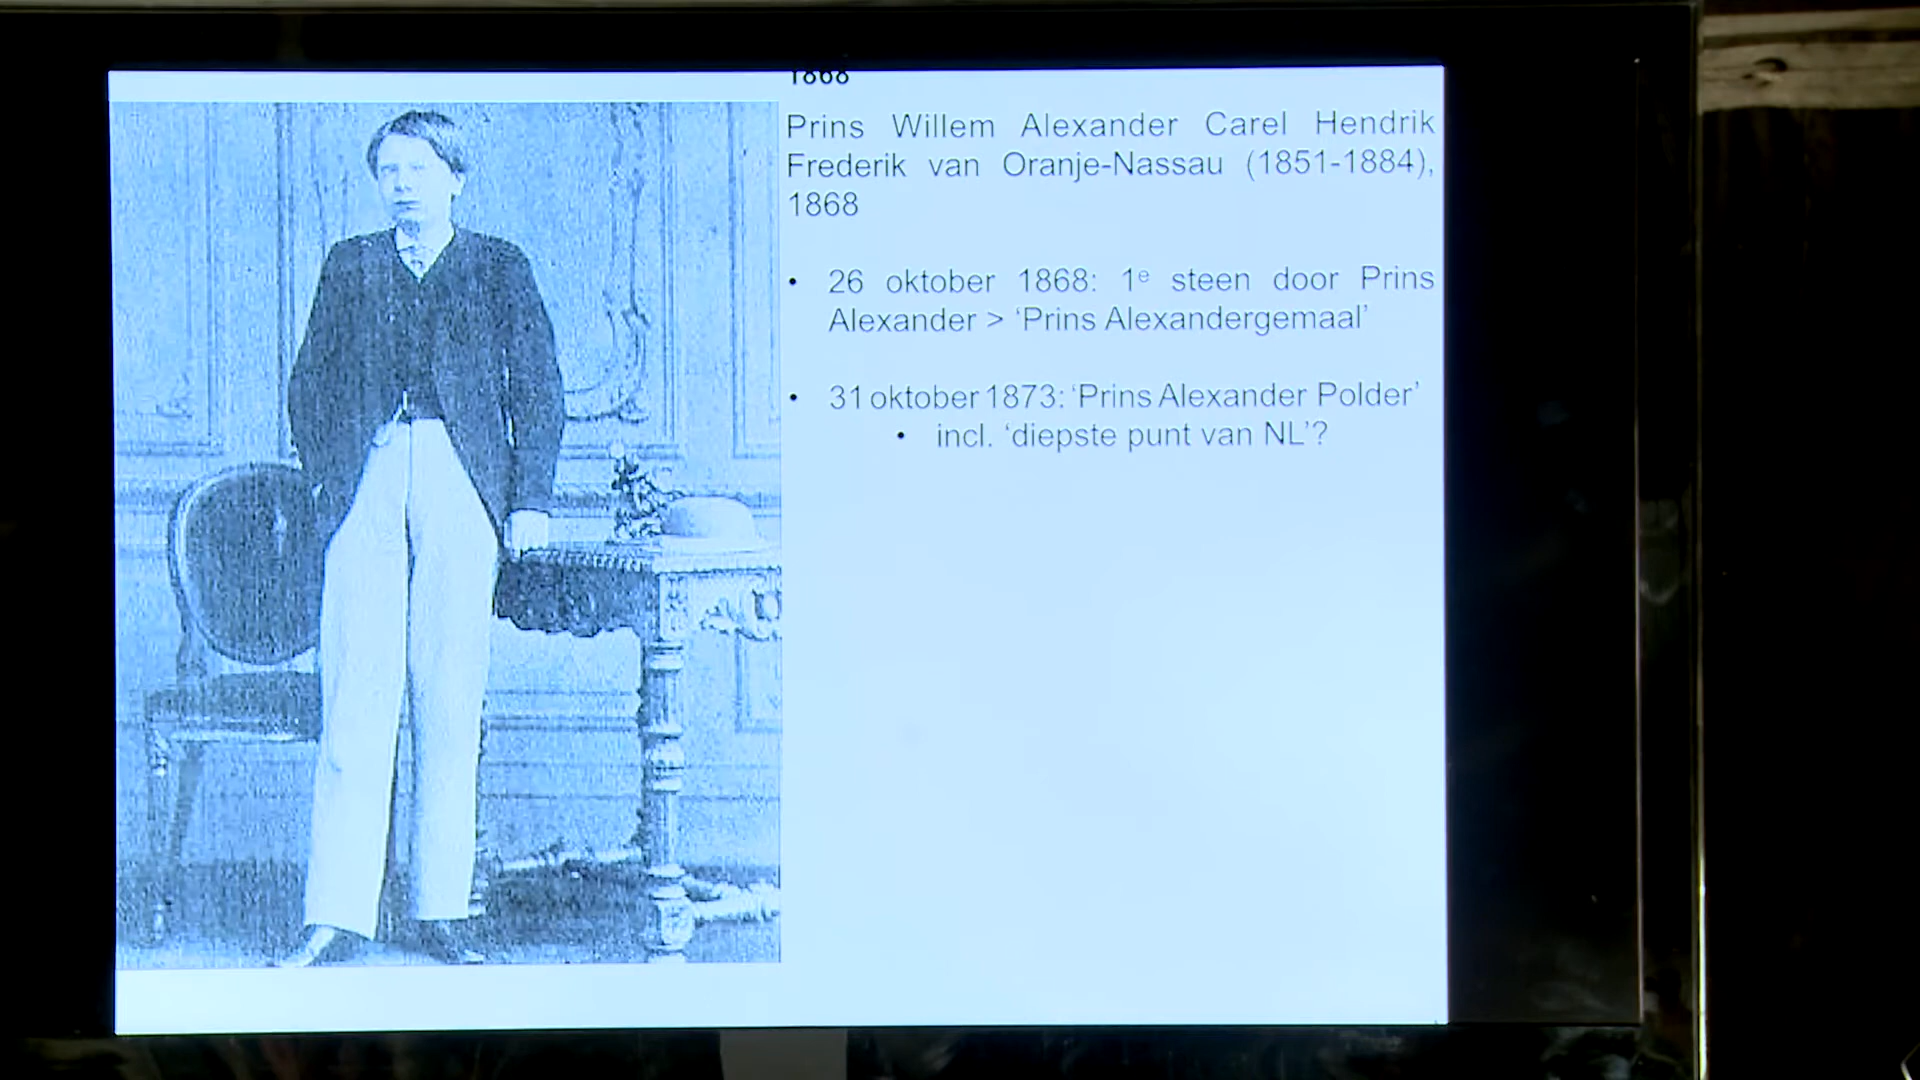 1868
Prins Willem Alexander Carel Hendrik
Frederik van Oranje-Nassau (1851-1884),
1868
• 26 oktober 1868: 1e steen door Prins
Alexander > ‘Prins Alexandergemaal’
• 31 oktober 1873: ‘Prins Alexander Polder’
• incl. ‘diepste punt van NL’?